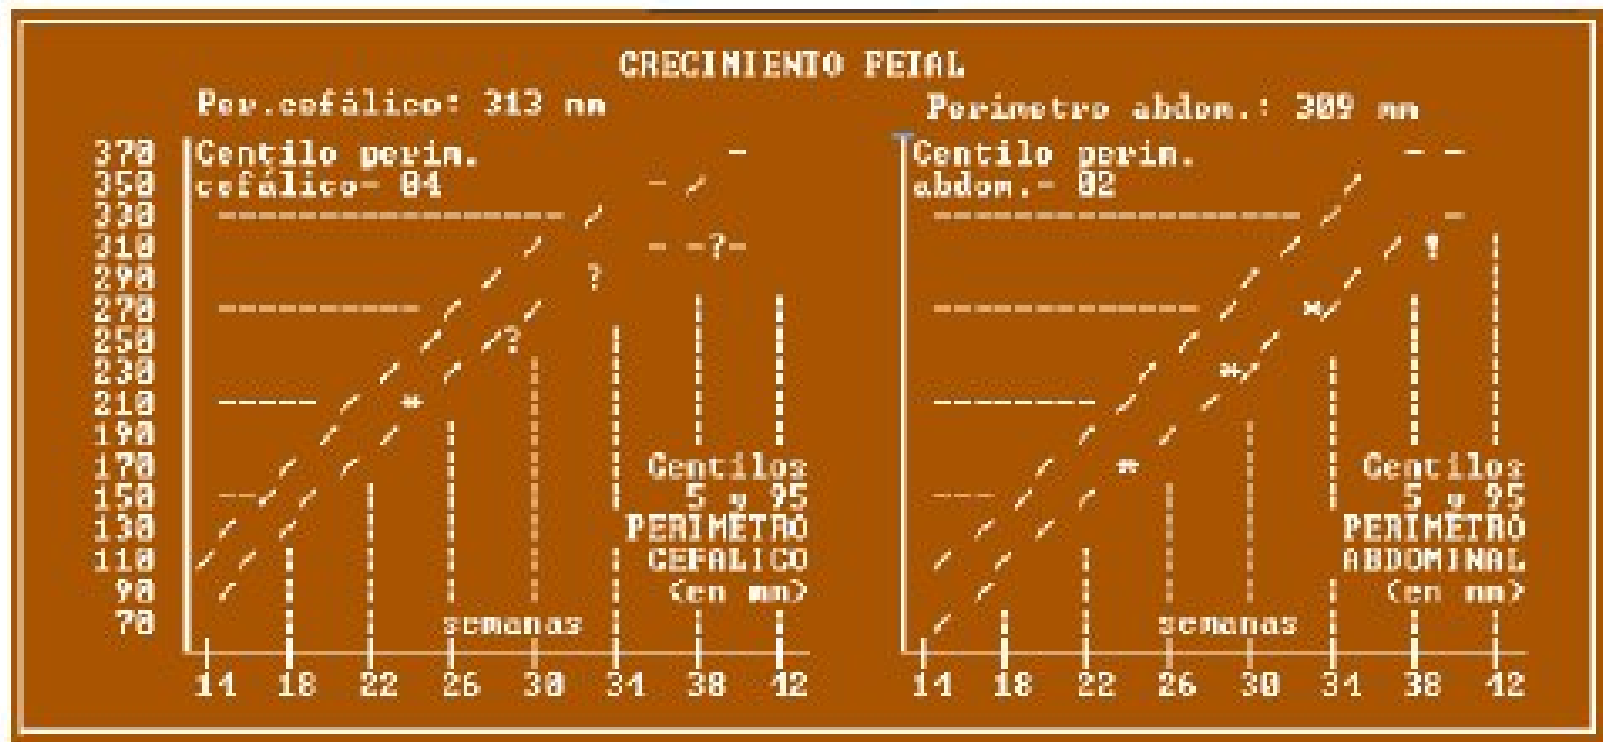 CRECIMIENTO FETAL
Per.cefálico: 313 mm
Perimetro abdom.: 309 mm
Centilo perim.
cefálico- 04
Centilo perim.
abdom.- 02
370
350
330
310
290
270
250
230
210
190
170
150
130
110
90
70
Centilos
5 y 95
PERIMETRO
CEFALICO
(en mm)
semanas
14 18 22 26 30 34 38 42
Centilos
5 y 95
PERIMETRO
ABDOMINAL
(en mm)
semanas
14 18 22 26 30 34 38 42